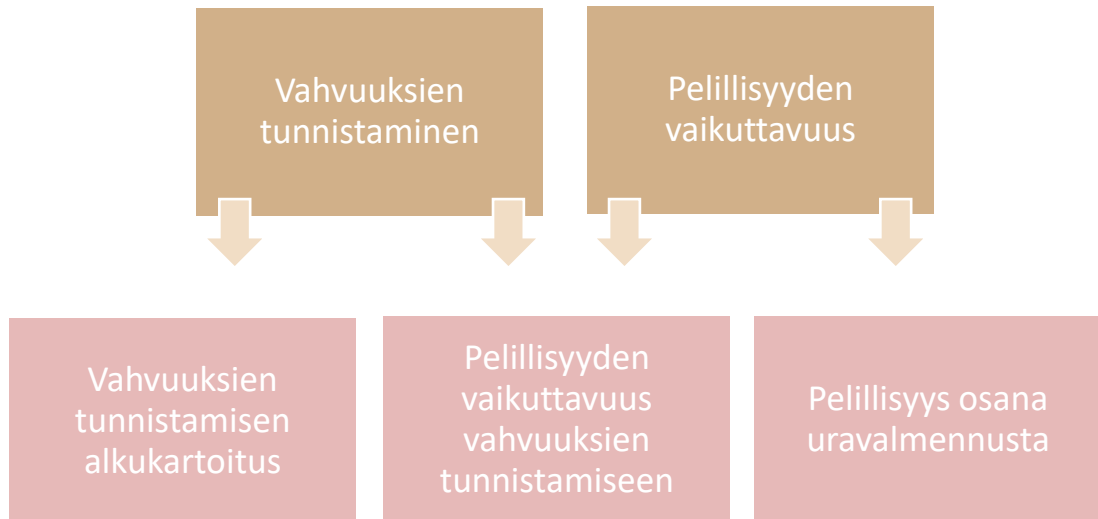 Vahvuuksien
tunnistaminen
Pelillisyyden
vaikuttavuus
Vahvuuksien
tunnistamisen
alkukartoitus
Pelillisyyden
vaikuttavuus
vahvuuksien
tunnistamiseen
Pelillisyys osana
uravalmennusta